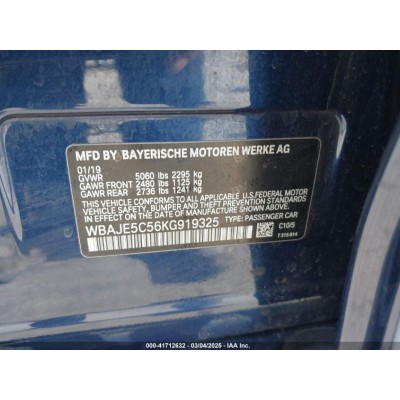 MFD BY BAYERISCHE MOTOREN WERKE AG
01/19
GVWR 5060 lbs 2295 kg
GAWR FRONT 2480 lbs 1125 kg
GAWR REAR 2736 lbs 1241 kg
THIS VEHICLE CONFORMS TO ALL APPLICABLE U.S. FEDERAL MOTOR
VEHICLE SAFETY, BUMPER, AND THEFT PREVENTION STANDARDS
IN EFFECT ON THE DATE OF MANUFACTURE SHOWN ABOVE.
WBAJE5C56KG919325 TYPE: PASSENGER CAR
C10/5
000-41712632 - 03/04/2025 - IAA Inc.